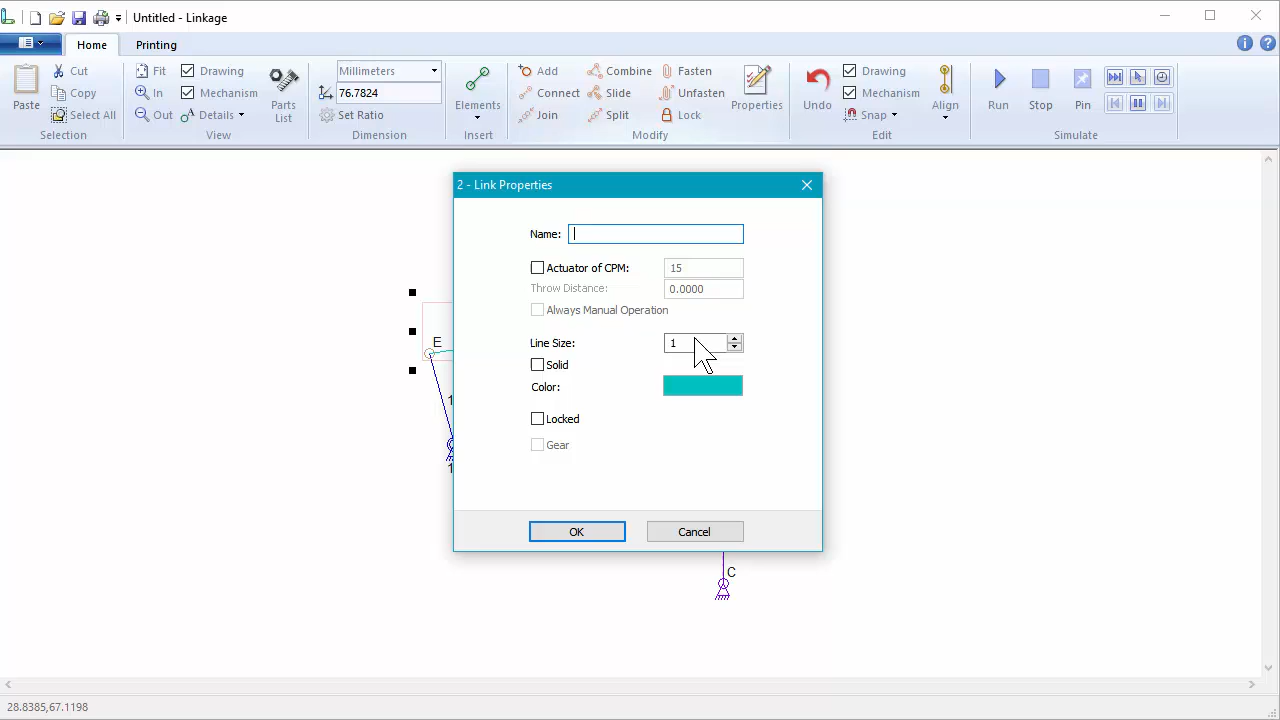 Untitled - Linkage
Home
Printing
Paste
Cut
Copy
Select All
Selection
Fit
In
Out
Drawing
Mechanism
Details
View
Parts
List
Millimeters
76.7824
Set Ratio
Dimension
Elements
Insert
Add
Connect
Join
Combine
Slide
Split
Fasten
Unfasten
Lock
Properties
Modify
Undo
Drawing
Mechanism
Snap
Align
Edit
Run
Stop
Pin
Simulate
2 - Link Properties
Name:
Actuator of CPM:
15
Throw Distance:
0.0000
Always Manual Operation
Line Size:
1
Solid
Color:
Locked
Gear
OK
Cancel
E
1
1
C
28.8385,67.1198